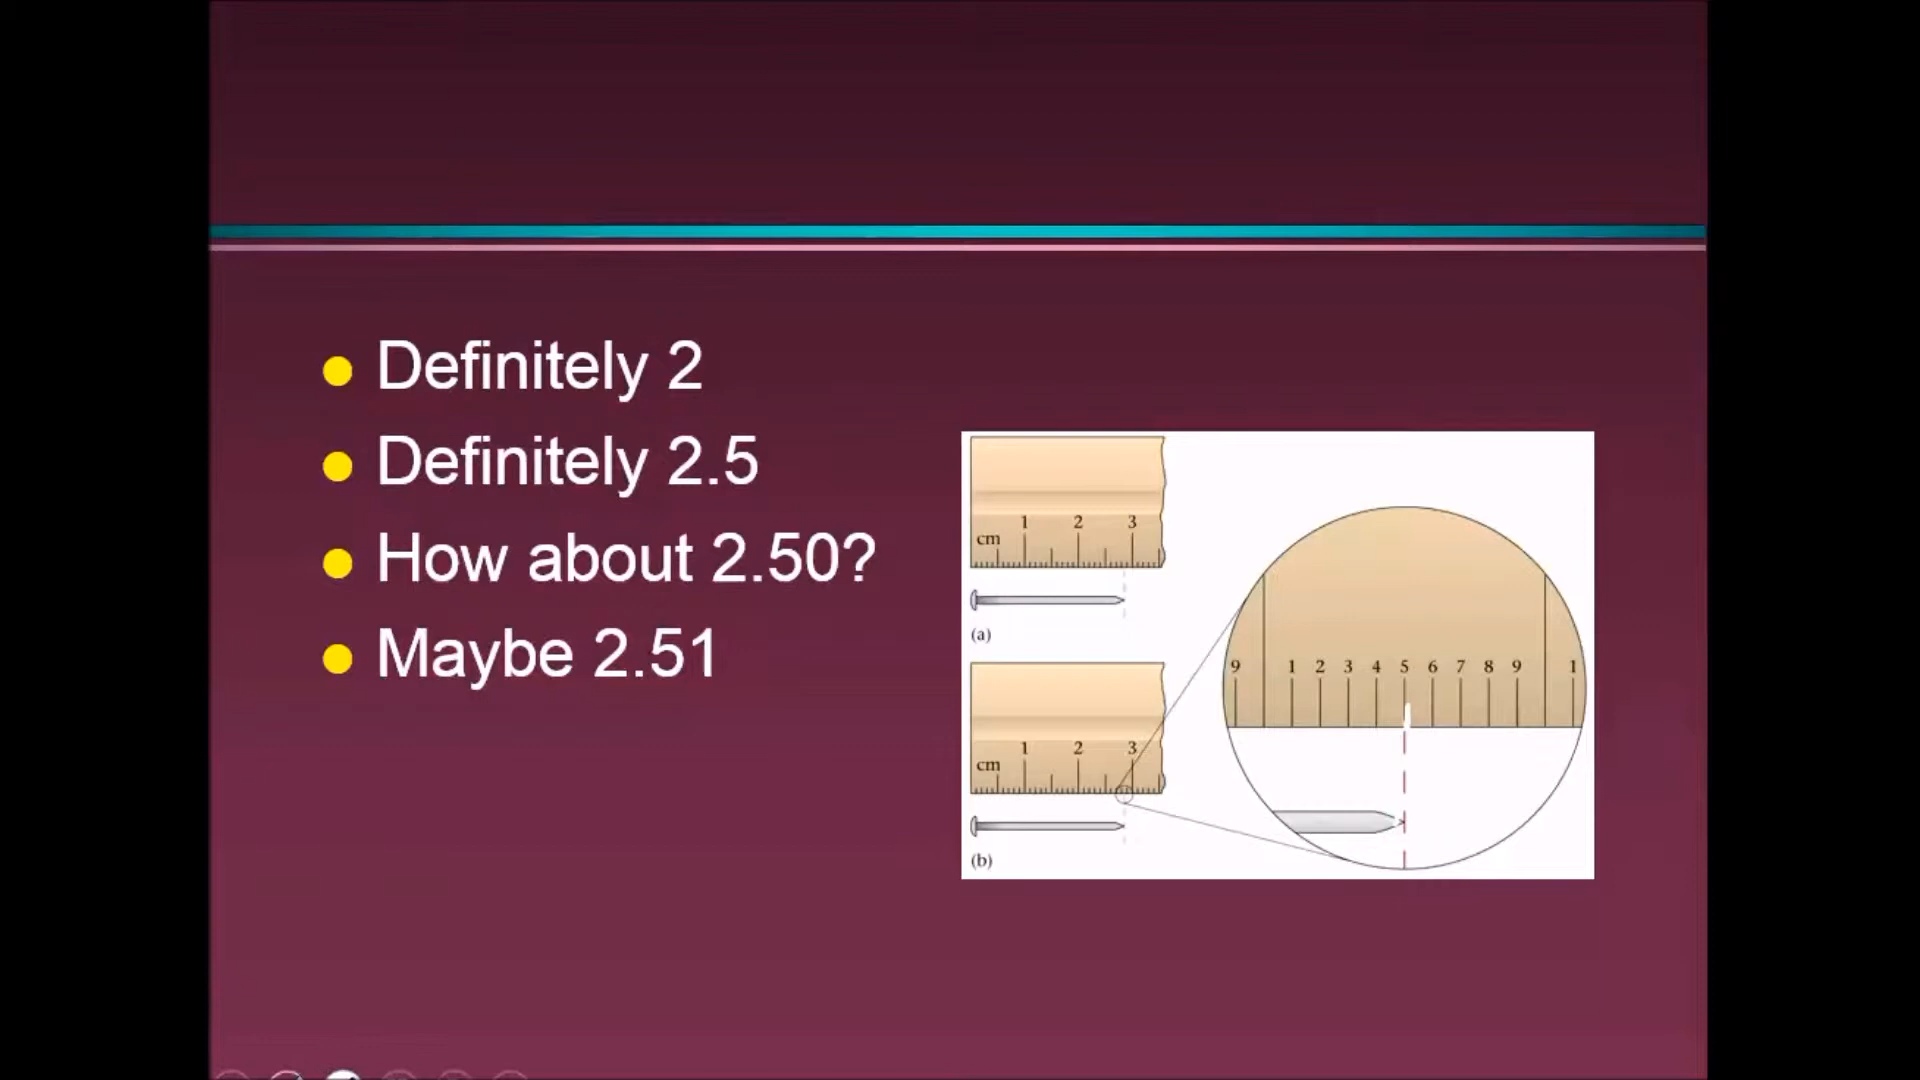 Definitely 2
Definitely 2.5
How about 2.50?
Maybe 2.51
1 2 3
cm
(a)
1 2 3
cm
(b)
9 1 2 3 4 5 6 7 8 9 1